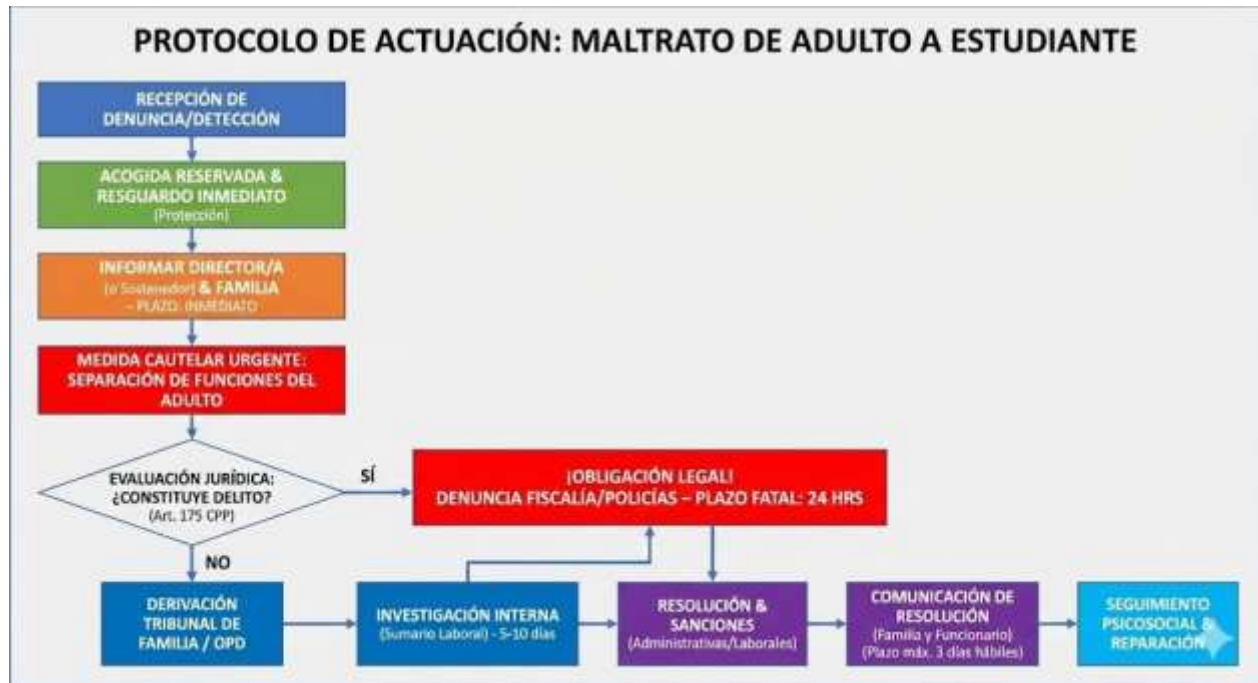 PROTOCOLO DE ACTUACIÓN: MALTRATO DE ADULTO A ESTUDIANTE
RECEPCIÓN DE
DENUNCIA/DETECCIÓN
ACOGIDA RESERVADA &
RESGUARDO INMEDIATO
(Protección)
INFORMAR DIRECTOR/A
(o Sostenedor) & FAMILIA
– PLAZO: INMEDIATO
MEDIDA CAUTELAR URGENTE:
SEPARACIÓN DE FUNCIONES DEL
ADULTO
EVALUACIÓN JURÍDICA:
¿CONSTITUYE DELITO?
(Art. 175 CPP)
SÍ
¡OBLIGACIÓN LEGAL!
DENUNCIA FISCALÍA/POLICÍAS – PLAZO FATAL: 24 HRS
NO
DERIVACIÓN
TRIBUNAL DE
FAMILIA / OPD
INVESTIGACIÓN INTERNA
(Sumario Laboral) - 5-10 días
RESOLUCIÓN &
SANCIONES
(Administrativas/Laborales)
COMUNICACIÓN DE
RESOLUCIÓN
(Familia y Funcionario)
(Plazo máx. 3 días hábiles)
SEGUIMIENTO
PSICOSOCIAL &
REPARACIÓN